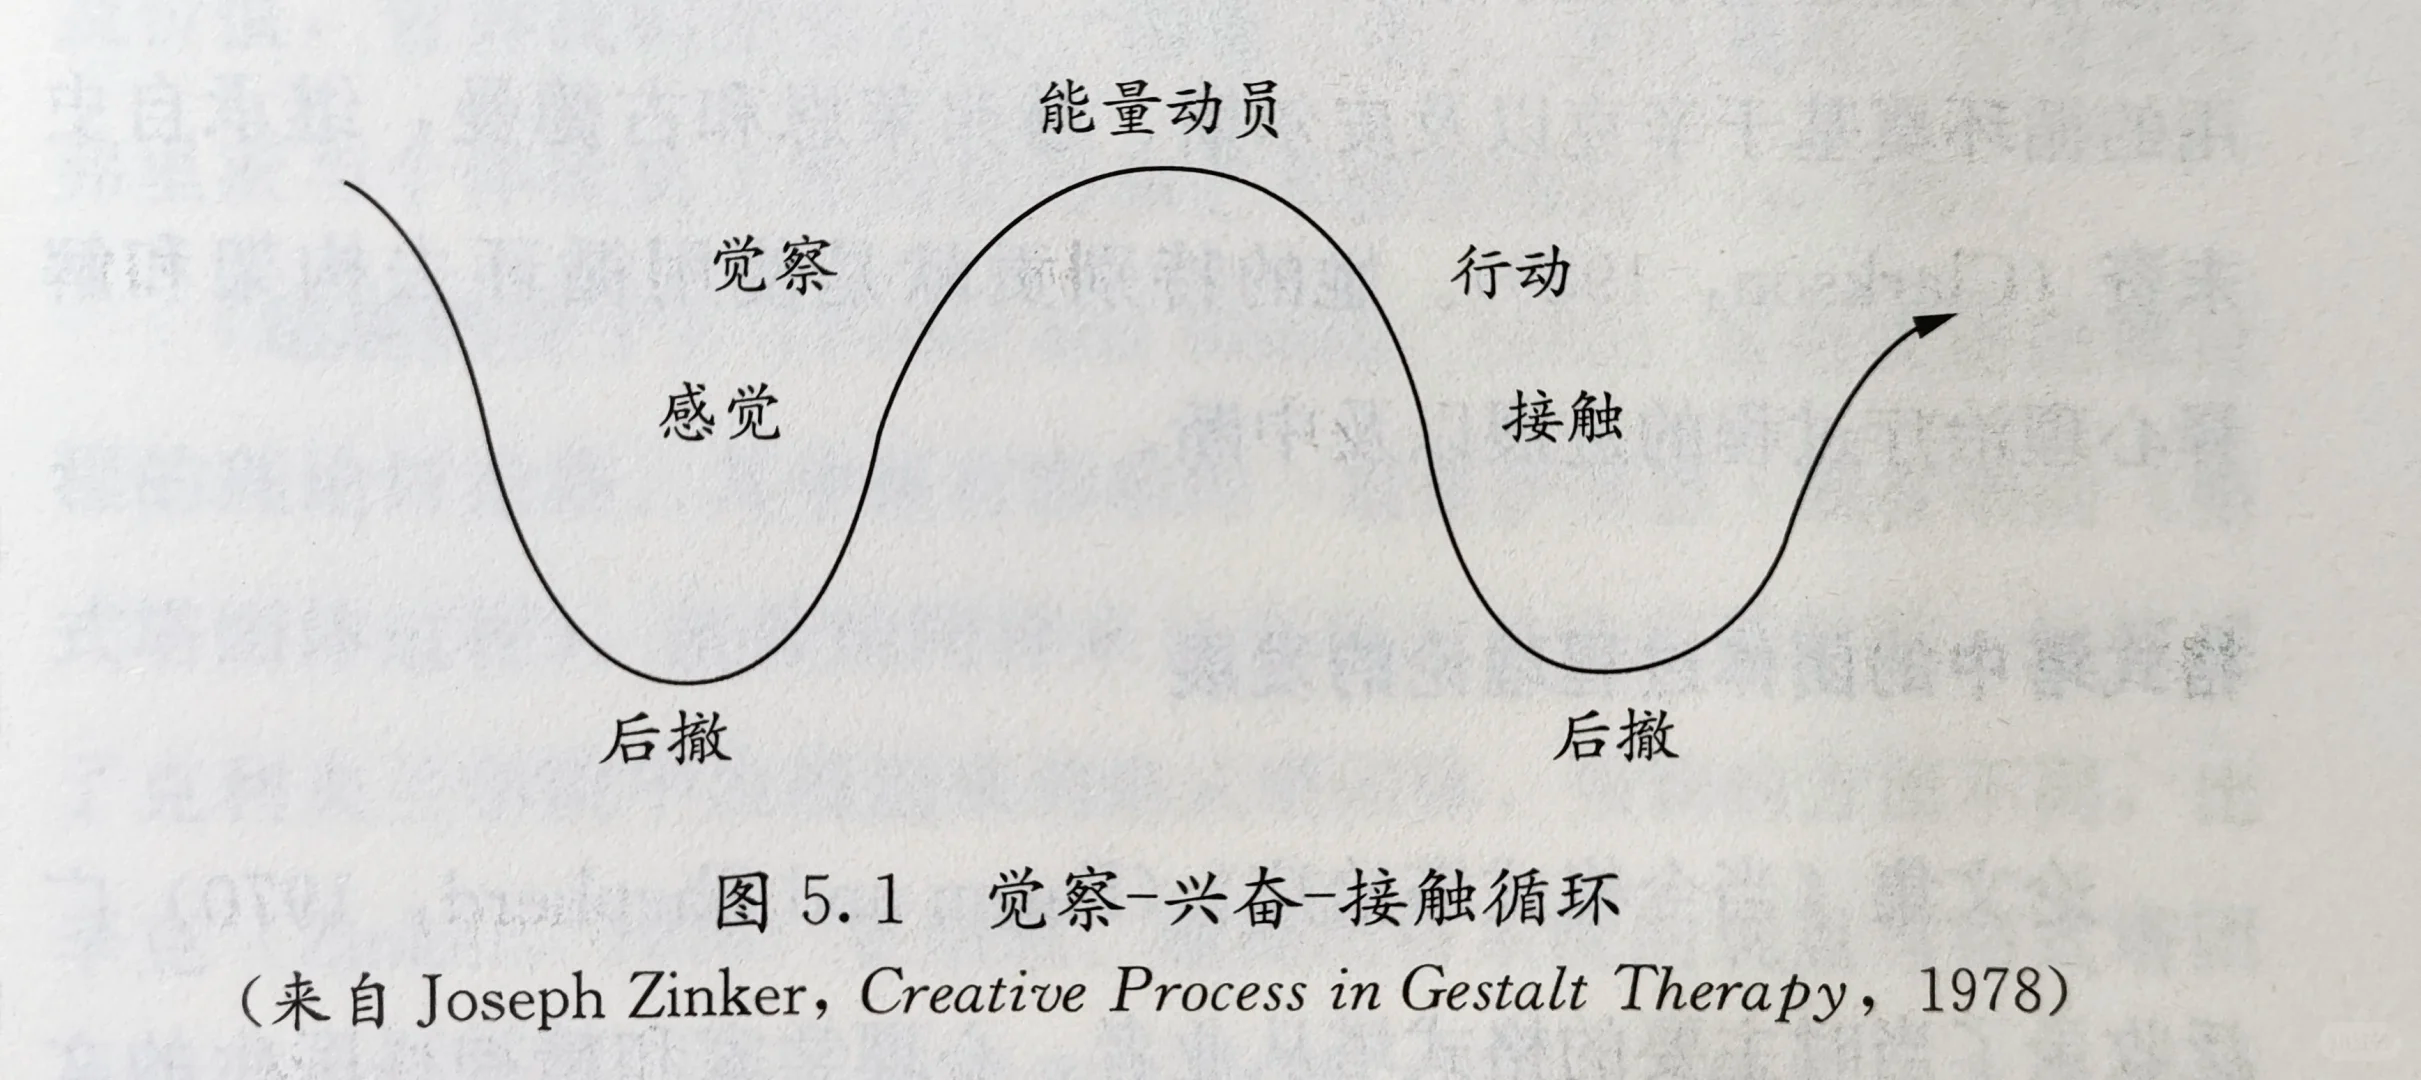 能量动员
觉察
行动
感觉
接触
后撤
后撤
图 5.1 觉察-兴奋-接触循环
(来自 Joseph Zinker, Creative Process in Gestalt Therapy, 1978)